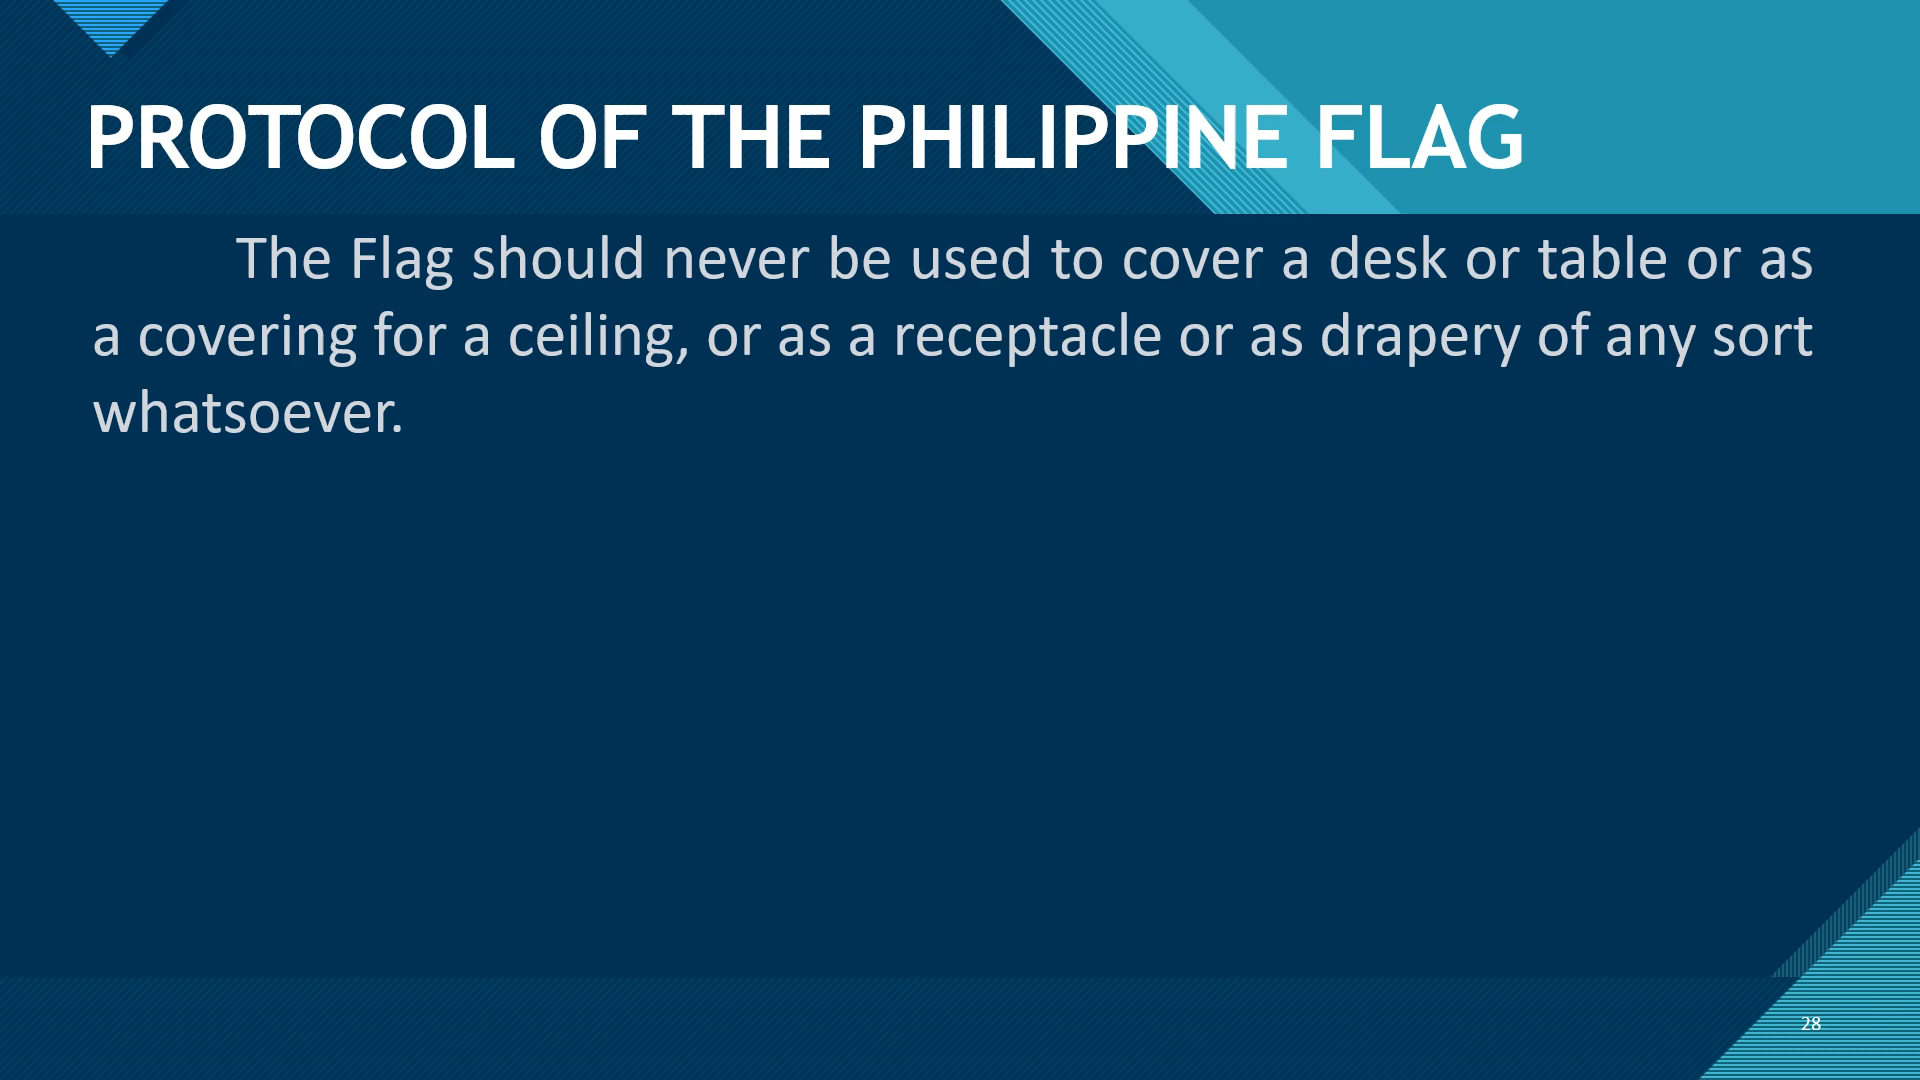 PROTOCOL OF THE PHILIPPINE FLAG
The Flag should never be used to cover a desk or table or as
a covering for a ceiling, or as a receptacle or as drapery of any sort
whatsoever.
28